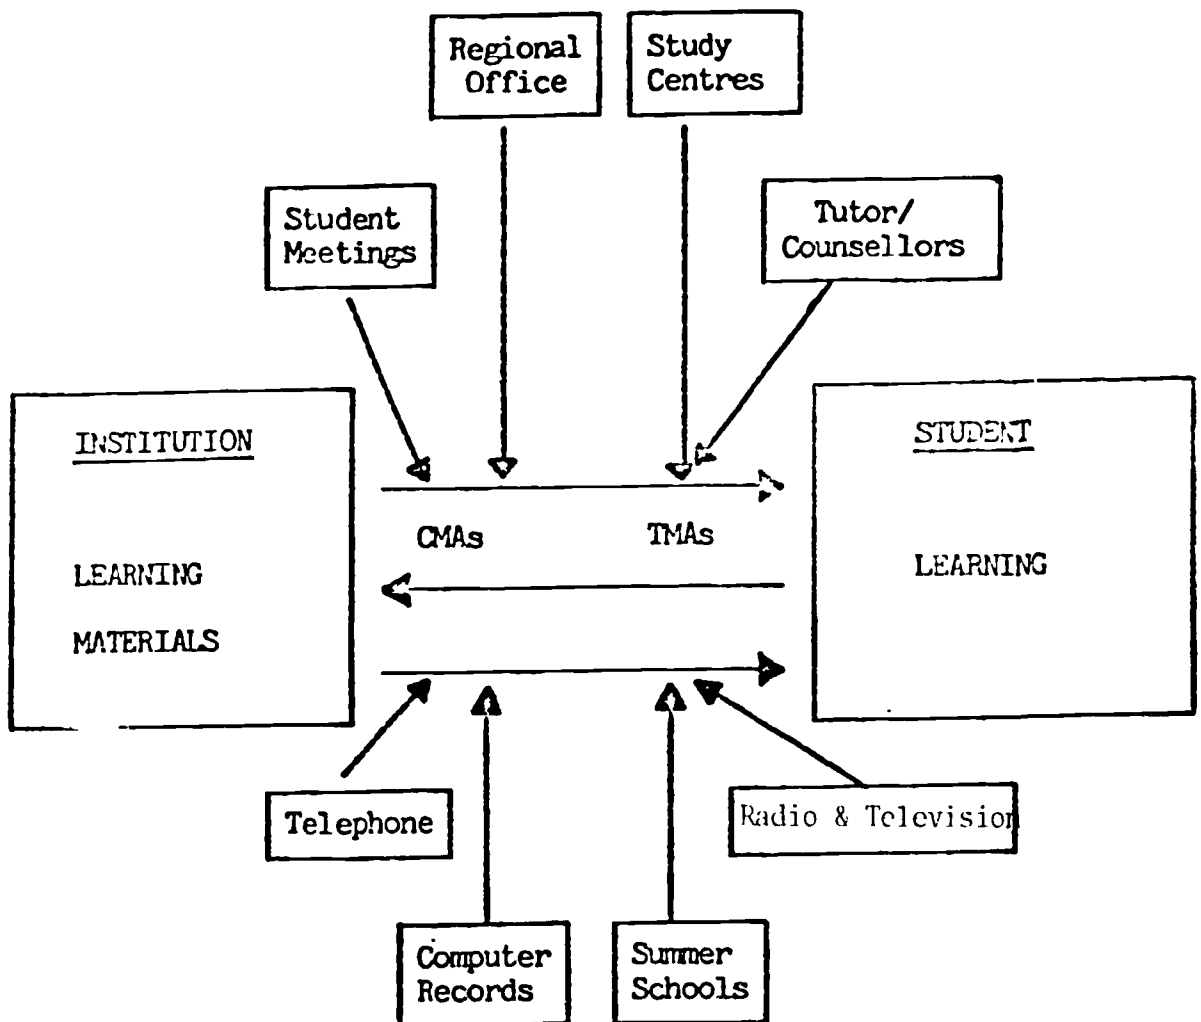 Regional
Office
Study
Centres
Student
Meetings
Tutor/
Counsellors
INSTITUTION
LEARNING
MATERIALS
CMAs
TMAs
STUDENT
LEARNING
Telephone
Radio & Television
Computer
Records
Summer
Schools